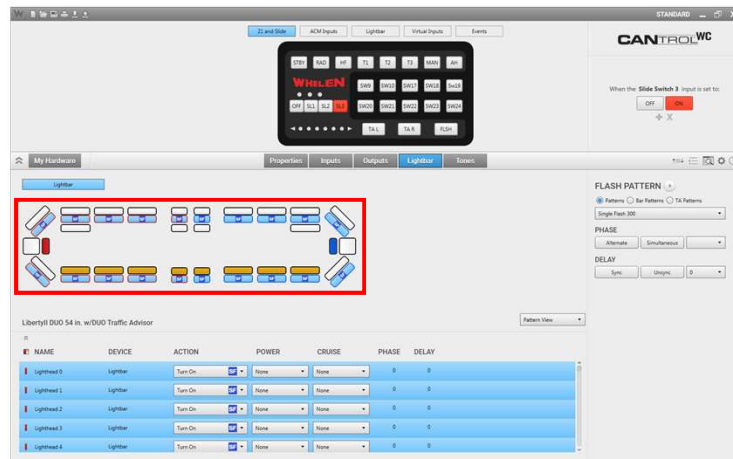 STANDARD
21 and Slide ACM Inputs Lightbar Virtual Inputs Events
CANTROLWC
STBY RAD HF T1 T2 T3 MAN AH
WHELEN SW9 SW10 SW17 SW18 Sw19
OFF SL1 SL2 SL3 SW20 SW21 SW22 SW23 SW24
TA L TA R FLSH
When the Slide Switch 3 input is set to:
OFF ON
My Hardware Properties Inputs Outputs Lightbar Tones
Lightbar
FLASH PATTERN
Patterns Bar Patterns TA Patterns
Single Flash 300
PHASE
Alternate Simultaneous
DELAY
Sync Unsync 0
LibertyII DUO 54 in. w/DUO Traffic Advisor Pattern View
NAME DEVICE ACTION POWER CRUISE PHASE DELAY
Lighthead 0 Lightbar Turn On SF None None 0 0
Lighthead 1 Lightbar Turn On SF None None 0 0
Lighthead 2 Lightbar Turn On SF None None 0 0
Lighthead 3 Lightbar Turn On SF None None 0 0
Lighthead 4 Lightbar Turn On SF None None 0 0